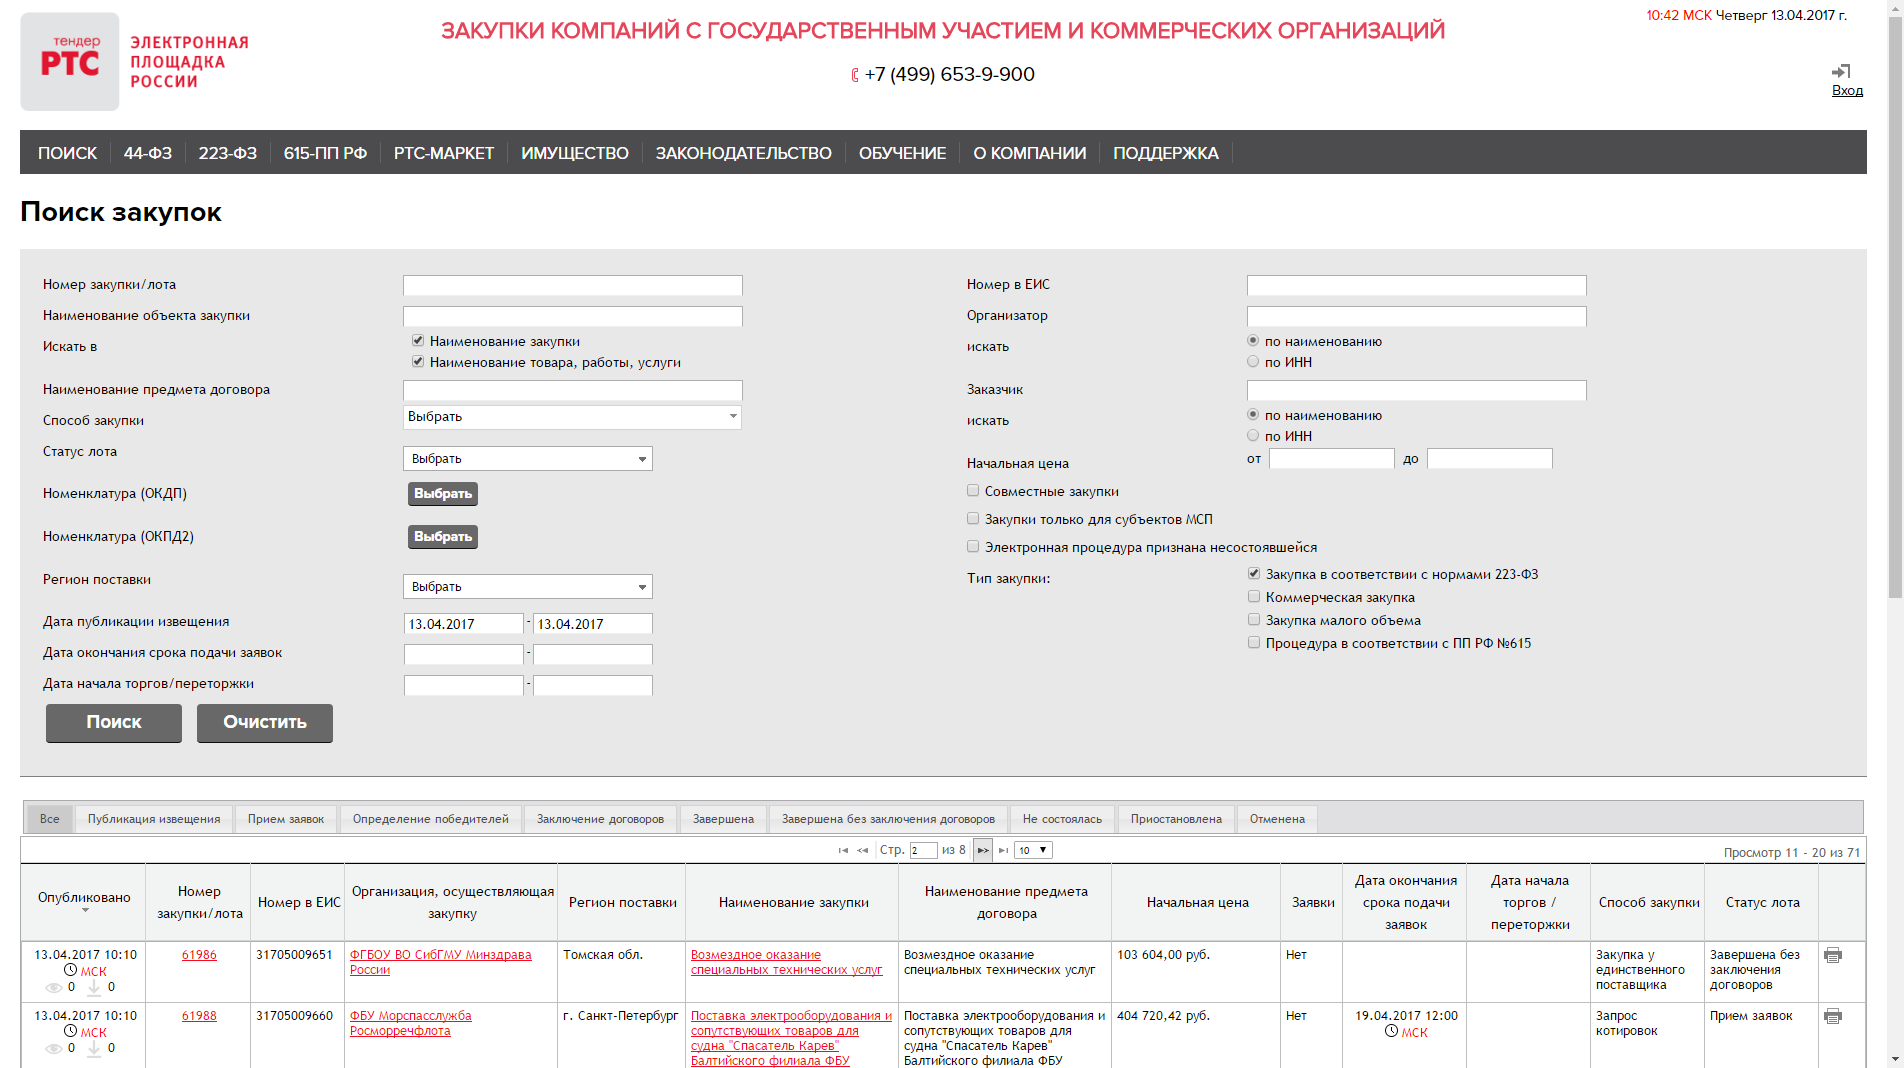 тендер
РТС
ЭЛЕКТРОННАЯ
ПЛОЩАДКА
РОССИИ
ЗАКУПКИ КОМПАНИЙ С ГОСУДАРСТВЕННЫМ УЧАСТИЕМ И КОММЕРЧЕСКИХ ОРГАНИЗАЦИЙ
+7 (499) 653-9-900
10:42 МСК Четверг 13.04.2017 г.
Вход
ПОИСК 44-ФЗ 223-ФЗ 615-ПП РФ РТС-МАРКЕТ ИМУЩЕСТВО ЗАКОНОДАТЕЛЬСТВО ОБУЧЕНИЕ О КОМПАНИИ ПОДДЕРЖКА
Поиск закупок
Номер закупки/лота
Наименование объекта закупки
Искать в
Наименование закупки
Наименование товара, работы, услуги
Наименование предмета договора
Способ закупки Выбрать
Статус лота Выбрать
Номенклатура (ОКДП) Выбрать
Номенклатура (ОКПД2) Выбрать
Регион поставки Выбрать
Дата публикации извещения 13.04.2017 - 13.04.2017
Дата окончания срока подачи заявок -
Дата начала торгов/переторжки -
Поиск Очистить
Номер в ЕИС
Организатор
искать
по наименованию
по ИНН
Заказчик
искать
по наименованию
по ИНН
Начальная цена от до
Совместные закупки
Закупки только для субъектов МСП
Электронная процедура признана несостоявшейся
Тип закупки:
Закупка в соответствии с нормами 223-ФЗ
Коммерческая закупка
Закупка малого объема
Процедура в соответствии с ПП РФ №615
Все Публикация извещения Прием заявок Определение победителей Заключение договоров Завершена Завершена без заключения договоров Не состоялась Приостановлена Отменена
Стр. 2 из 8 10
Просмотр 11 - 20 из 71
Опубликовано
Номер
закупки/лота
Номер в ЕИС
Организация, осуществляющая
закупку
Регион поставки
Наименование закупки
Наименование предмета
договора
Начальная цена
Заявки
Дата окончания
срока подачи
заявок
Дата начала
торгов /
переторжки
Способ закупки
Статус лота
13.04.2017 10:10
МСК
0 0
61986
31705009651
ФГБОУ ВО СибГМУ Минздрава
России
Томская обл.
Возмездное оказание
специальных технических услуг
Возмездное оказание
специальных технических услуг
103 604,00 руб.
Нет
Закупка у
единственного
поставщика
Завершена без
заключения
договоров
13.04.2017 10:10
МСК
0 0
61988
31705009660
ФБУ Морспасслужба
Росморречфлота
г. Санкт-Петербург
Поставка электрооборудования и
сопутствующих товаров для
судна "Спасатель Карев"
Балтийского филиала ФБУ
Поставка электрооборудования и
сопутствующих товаров для
судна "Спасатель Карев"
Балтийского филиала ФБУ
404 720,42 руб.
Нет
19.04.2017 12:00
МСК
Запрос
котировок
Прием заявок